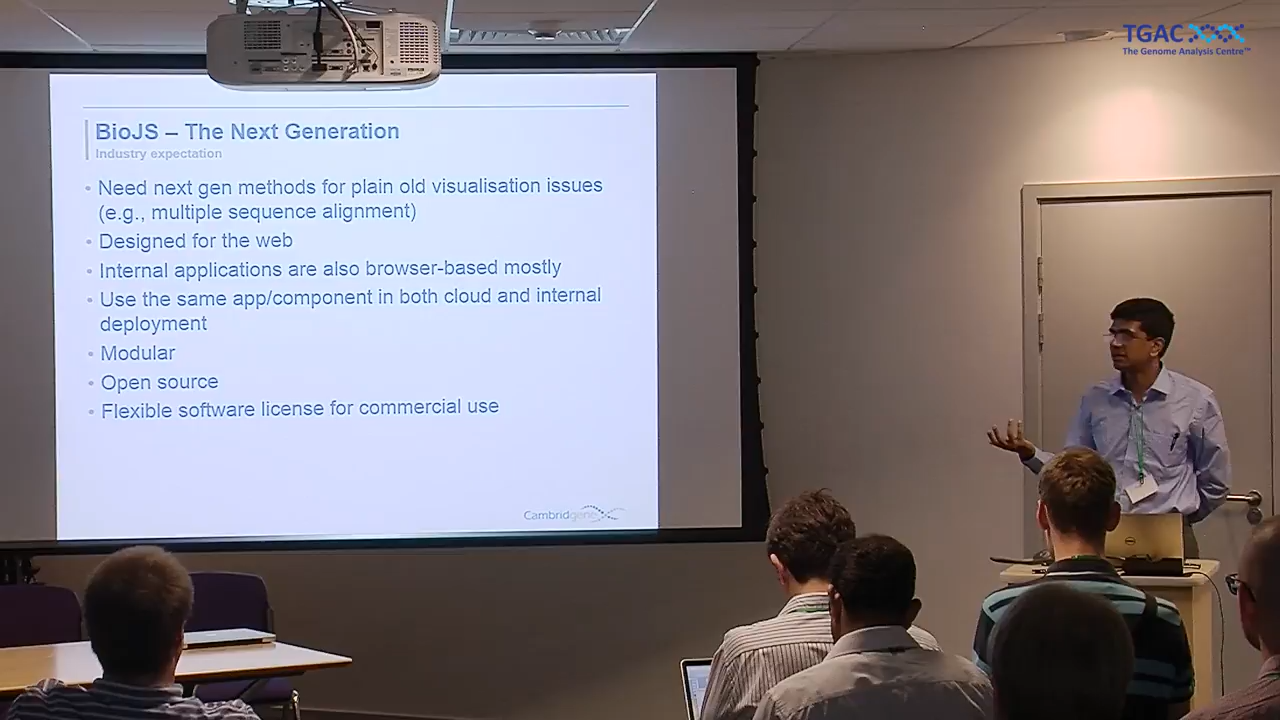 TGAC
The Genome Analysis Centre™
BioJS – The Next Generation
Industry expectation
• Need next gen methods for plain old visualisation issues
(e.g., multiple sequence alignment)
• Designed for the web
• Internal applications are also browser-based mostly
• Use the same app/component in both cloud and internal
deployment
• Modular
• Open source
• Flexible software license for commercial use
Cambridgene
DELL